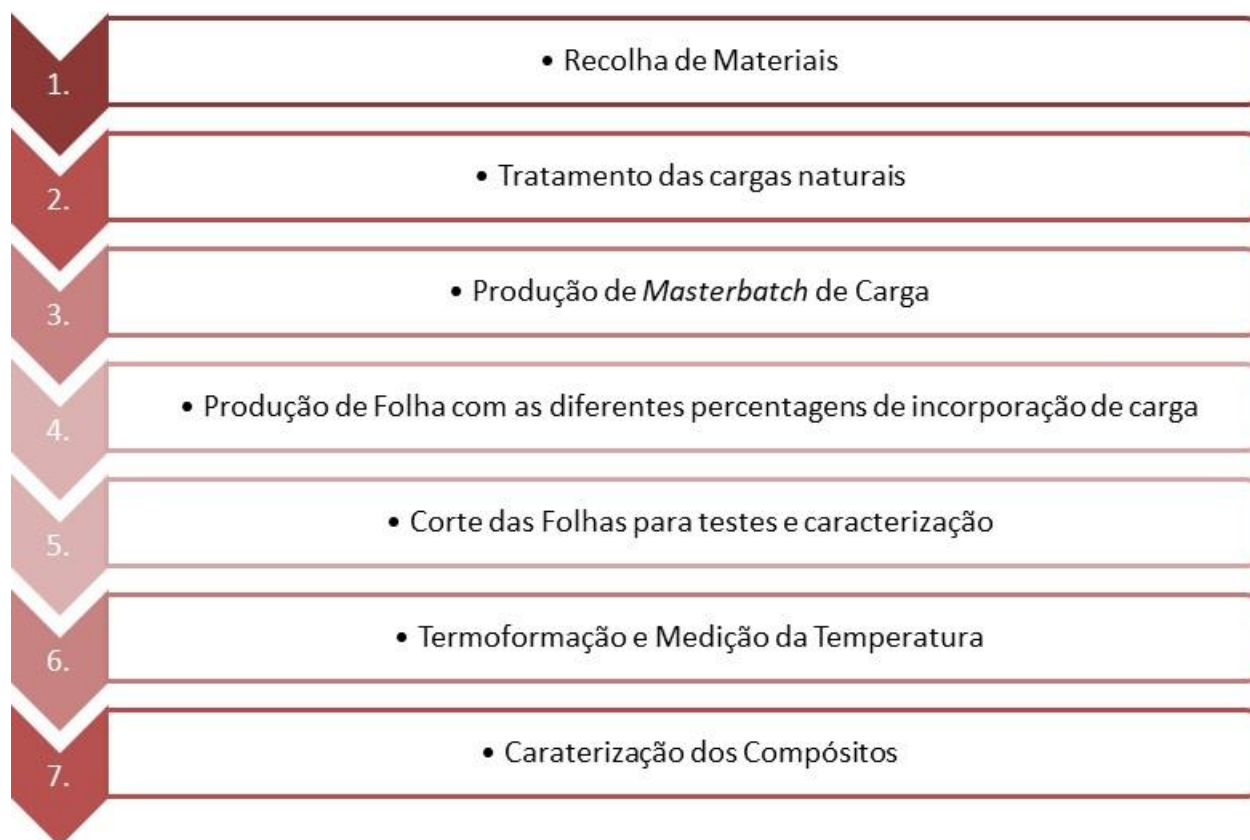 1. • Recolha de Materiais
2. • Tratamento das cargas naturais
3. • Produção de Masterbatch de Carga
4. • Produção de Folha com as diferentes percentagens de incorporação de carga
5. • Corte das Folhas para testes e caracterização
6. • Termoformação e Medição da Temperatura
7. • Caraterização dos Compósitos